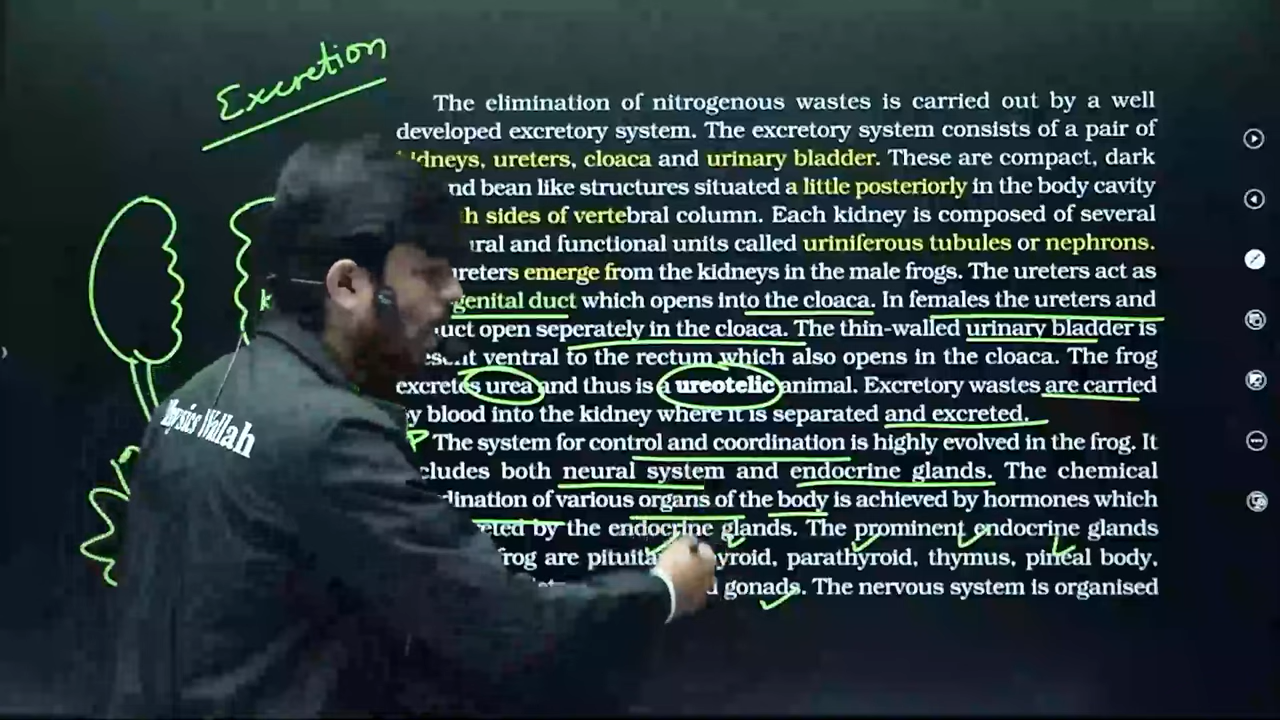 Excretion
The elimination of nitrogenous wastes is carried out by a well
developed excretory system. The excretory system consists of a pair of
kidneys, ureters, cloaca and urinary bladder. These are compact, dark
nd bean like structures situated a little posteriorly in the body cavity
h sides of vertebral column. Each kidney is composed of several
ural and functional units called uriniferous tubules or nephrons.
ureters emerge from the kidneys in the male frogs. The ureters act as
genital duct which opens into the cloaca. In females the ureters and
uct open seperately in the cloaca. The thin-walled urinary bladder is
ventral to the rectum which also opens in the cloaca. The frog
excretes urea and thus is a ureotelic animal. Excretory wastes are carried
y blood into the kidney where it is separated and excreted.
P The system for control and coordination is highly evolved in the frog. It
cludes both neural system and endocrine glands. The chemical
dination of various organs of the body is achieved by hormones which
eted by the endocrine glands. The prominent endocrine glands
frog are pituita yroid, parathyroid, thymus, pineal body,
gonads. The nervous system is organised
k
Physics Wallah